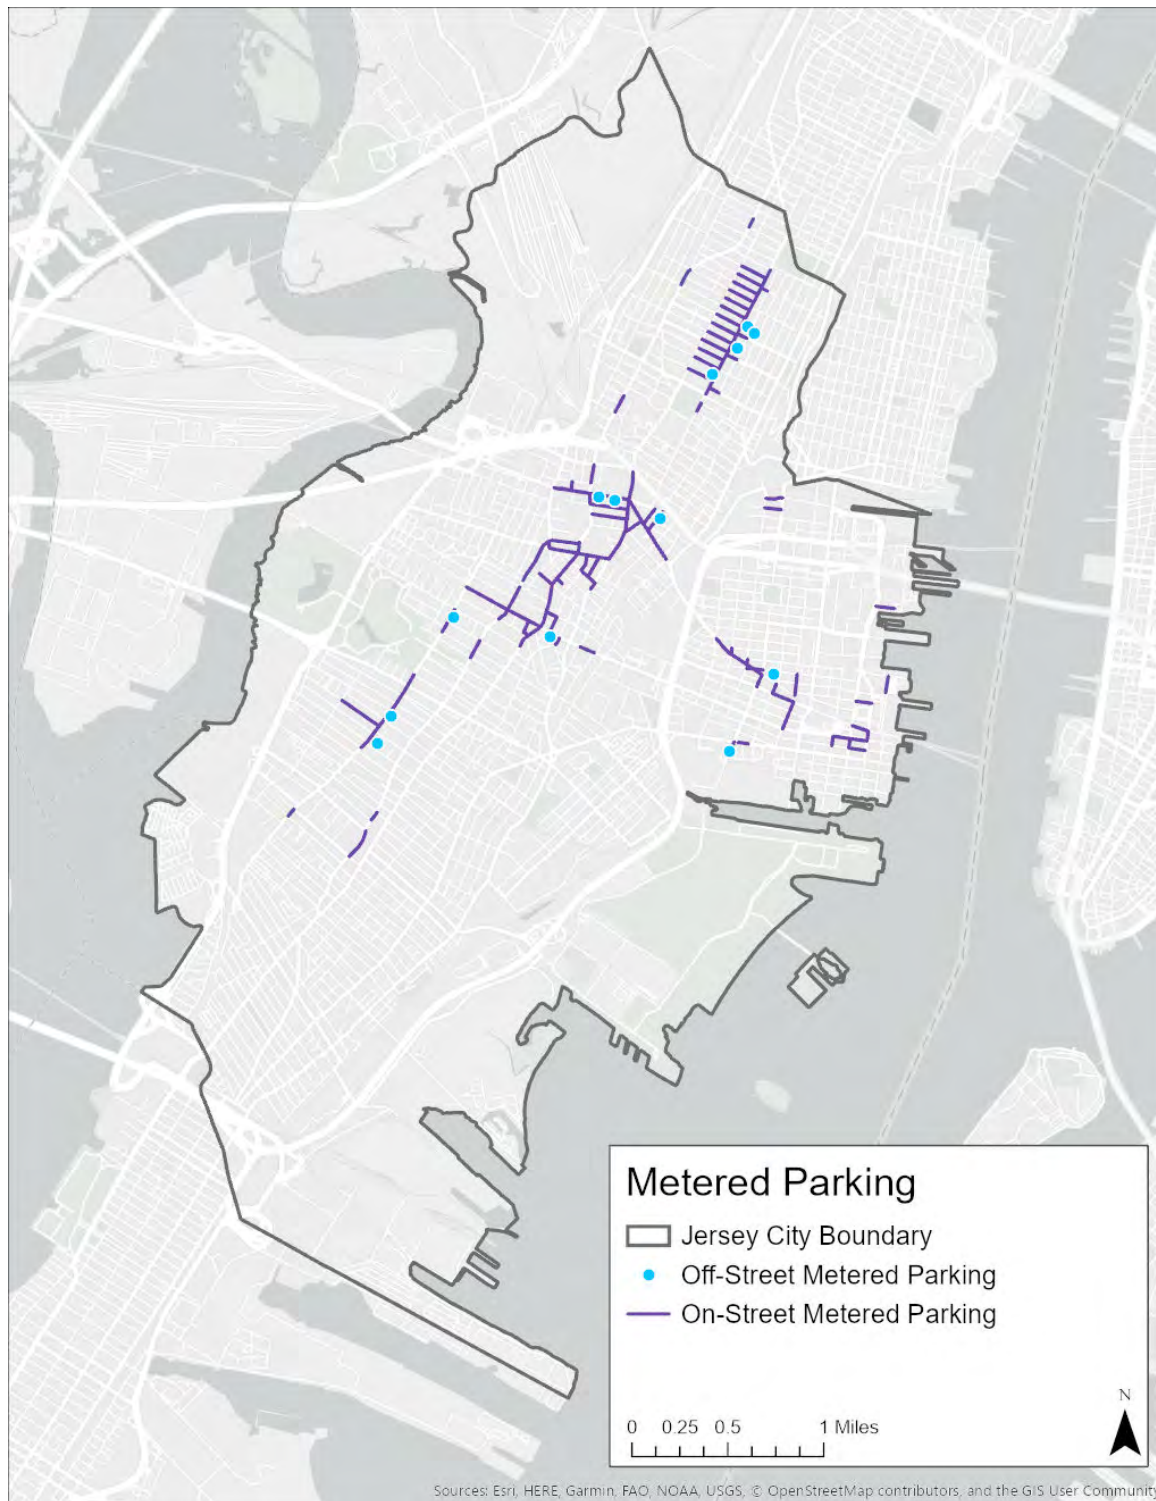 Metered Parking
Jersey City Boundary
Off-Street Metered Parking
On-Street Metered Parking
N
0 0.25 0.5 1 Miles
Sources: Esri, HERE, Garmin, FAO, NOAA, USGS, © OpenStreetMap contributors, and the GIS User Community